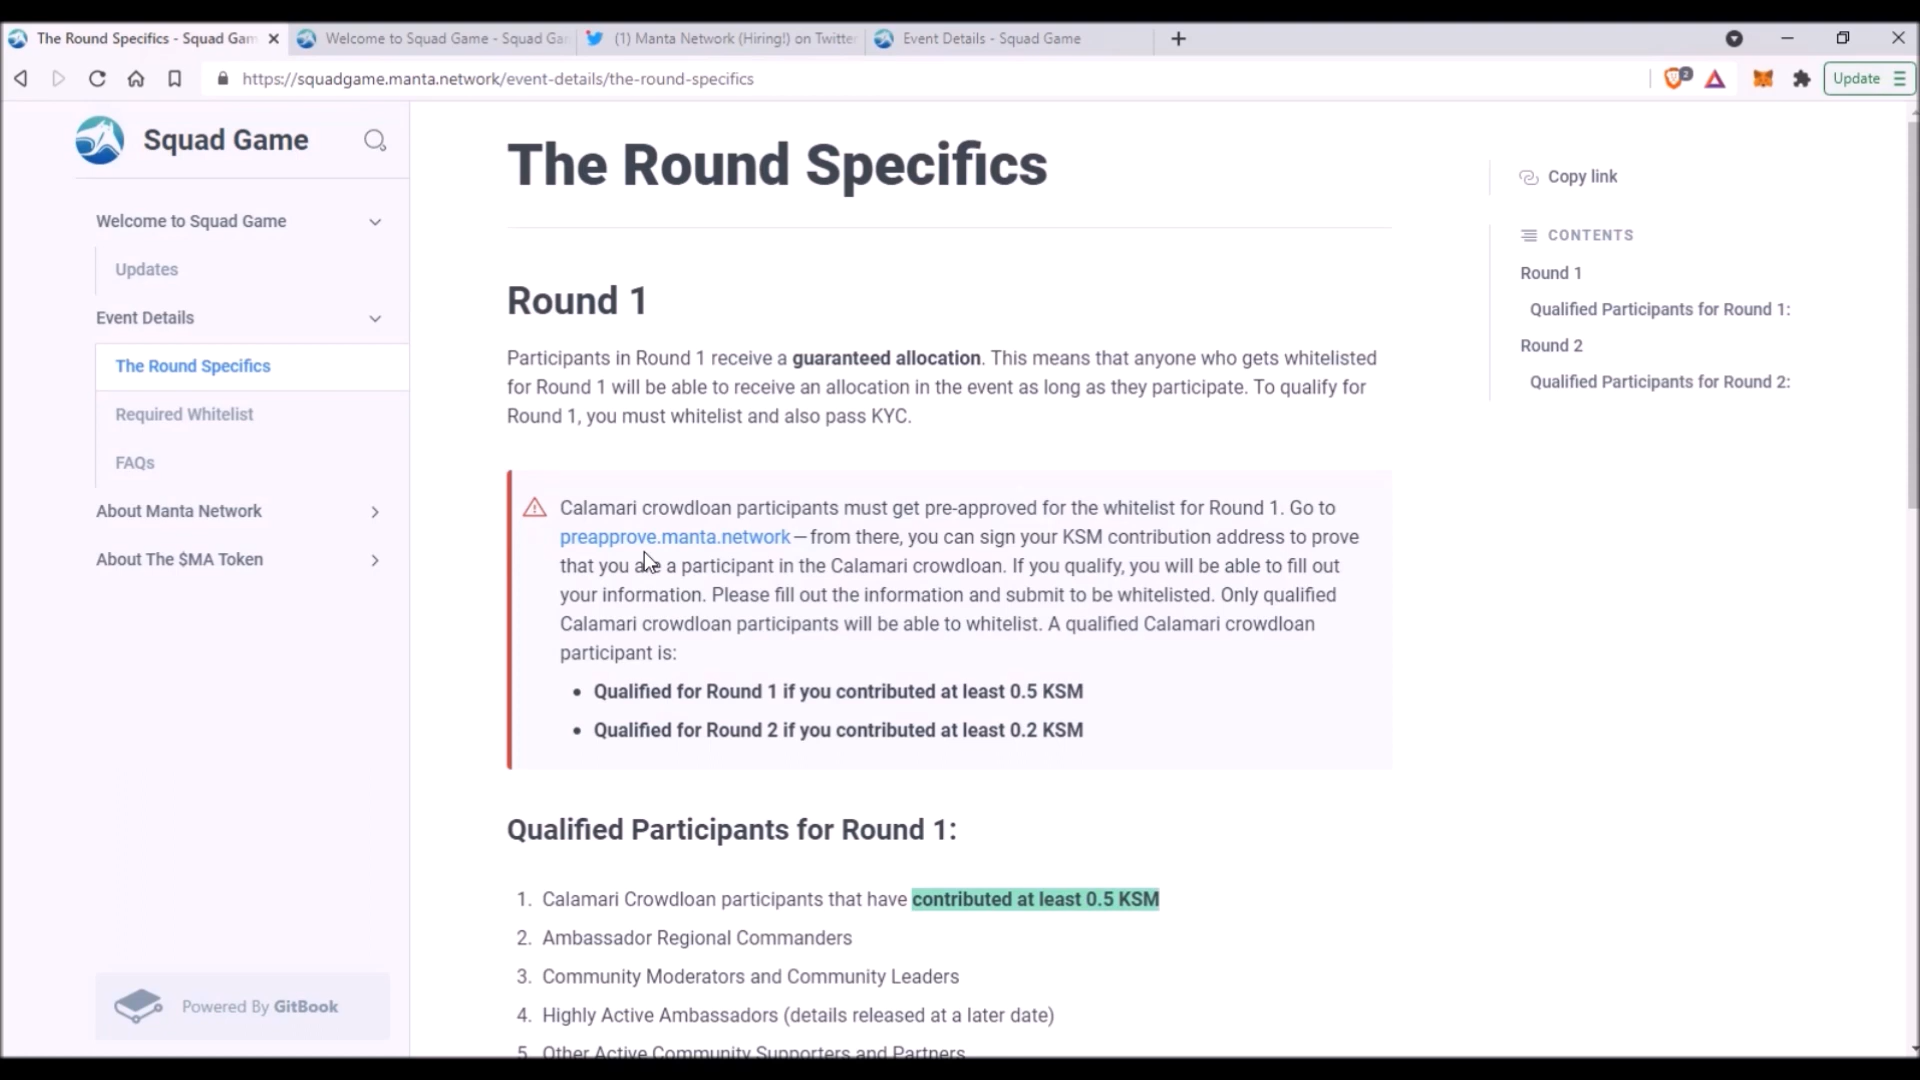 The Round Specifics - Squad Gam
Welcome to Squad Game - Squad Gar
(1) Manta Network (Hiring!) on Twitter
Event Details - Squad Game
https://squadgame.manta.network/event-details/the-round-specifics
2
Update
Squad Game
Welcome to Squad Game
Updates
Event Details
The Round Specifics
Required Whitelist
FAQs
About Manta Network
About The $MA Token
Powered By GitBook
The Round Specifics
Round 1
Participants in Round 1 receive a guaranteed allocation. This means that anyone who gets whitelisted
for Round 1 will be able to receive an allocation in the event as long as they participate. To qualify for
Round 1, you must whitelist and also pass KYC.
Calamari crowdloan participants must get pre-approved for the whitelist for Round 1. Go to
preapprove.manta.network—from there, you can sign your KSM contribution address to prove
that you are a participant in the Calamari crowdloan. If you qualify, you will be able to fill out
your information. Please fill out the information and submit to be whitelisted. Only qualified
Calamari crowdloan participants will be able to whitelist. A qualified Calamari crowdloan
participant is:
• Qualified for Round 1 if you contributed at least 0.5 KSM
• Qualified for Round 2 if you contributed at least 0.2 KSM
Qualified Participants for Round 1:
1. Calamari Crowdloan participants that have contributed at least 0.5 KSM
2. Ambassador Regional Commanders
3. Community Moderators and Community Leaders
4. Highly Active Ambassadors (details released at a later date)
5. Other Active Community Supporters and Partners
Copy link
CONTENTS
Round 1
Qualified Participants for Round 1:
Round 2
Qualified Participants for Round 2: